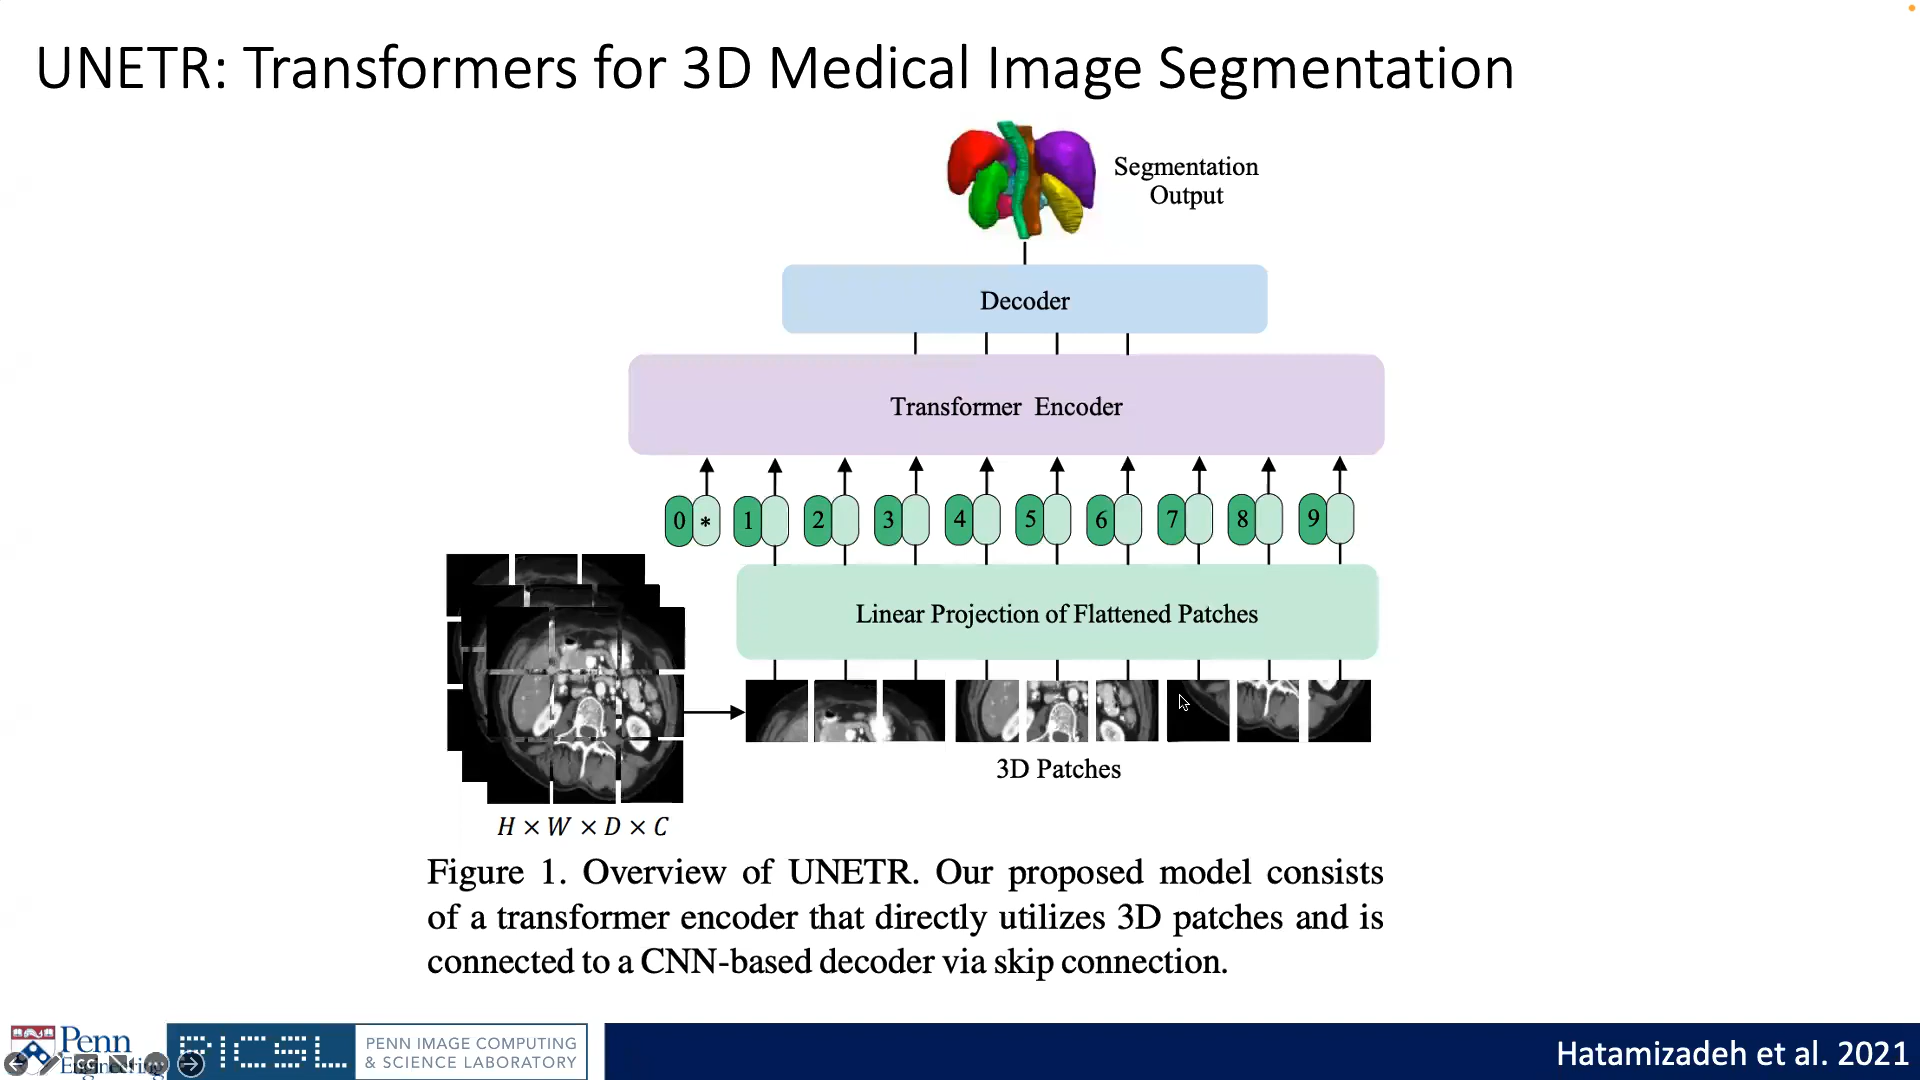 UNETR: Transformers for 3D Medical Image Segmentation
Segmentation
Output
Decoder
Transformer Encoder
0 * 1 2 3 4 5 6 7 8 9
Linear Projection of Flattened Patches
3D Patches
H × W × D × C
Figure 1. Overview of UNETR. Our proposed model consists
of a transformer encoder that directly utilizes 3D patches and is
connected to a CNN-based decoder via skip connection.
Penn
Engineering
PICSL
PENN IMAGE COMPUTING
& SCIENCE LABORATORY
Hatamizadeh et al. 2021